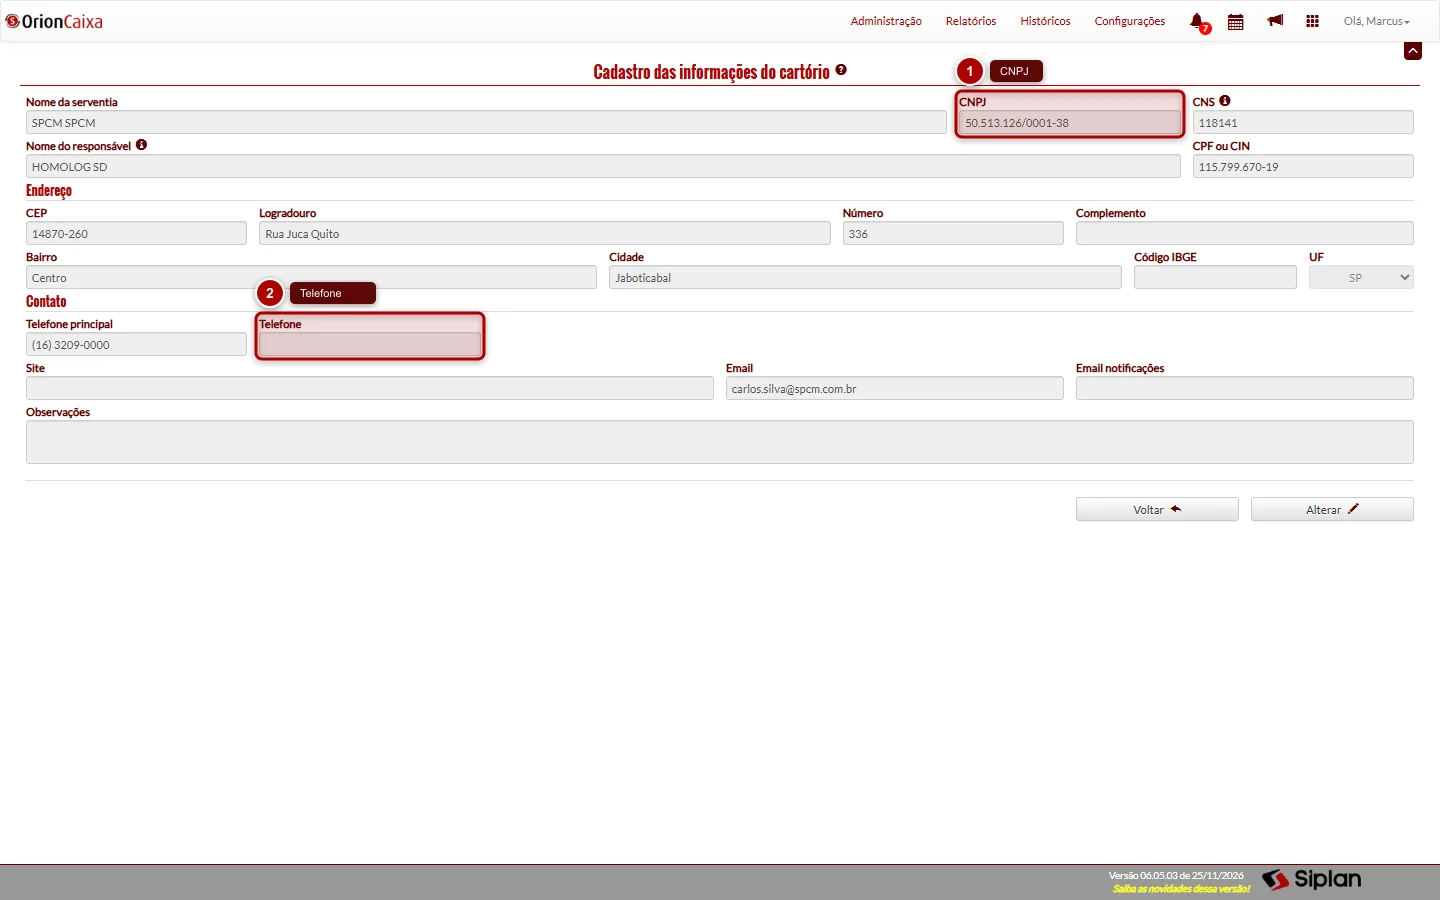 OrionCaixa
Administração Relatórios Históricos Configurações 7 Olá, Marcus
Cadastro das informações do cartório
1 CNPJ
Nome da serventia CNPJ CNS
SPCM SPCM 50.513.126/0001-38 118141
Nome do responsável CPF ou CIN
HOMOLOG SD 115.799.670-19
Endereço
CEP Logradouro Número Complemento
14870-260 Rua Juca Quito 336
Bairro Cidade Código IBGE UF
Centro Jaboticabal SP
2 Telefone
Contato
Telefone principal Telefone
(16) 3209-0000
Site Email Email notificações
carlos.silva@spcm.com.br
Observações
Voltar Alterar
Versão 06.05.03 de 25/11/2026
Saiba as novidades dessa versão!
Siplan